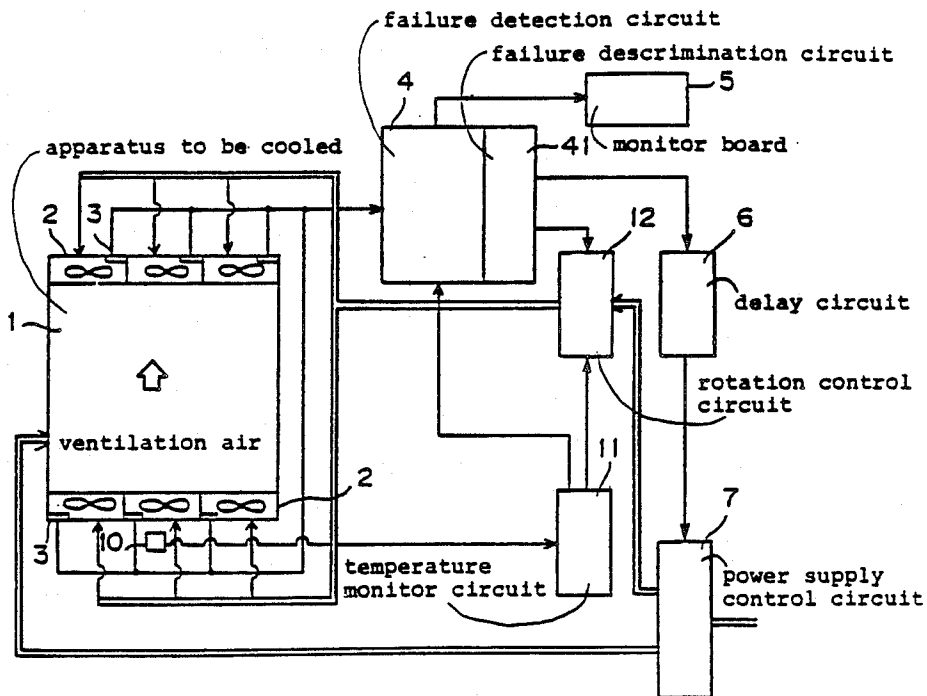 failure detection circuit
failure descrimination circuit
4
5
apparatus to be cooled
41
monitor board
2
3
12
6
1
delay circuit
rotation control
circuit
ventilation air
11
2
7
3
10
temperature
monitor circuit
power supply
control circuit